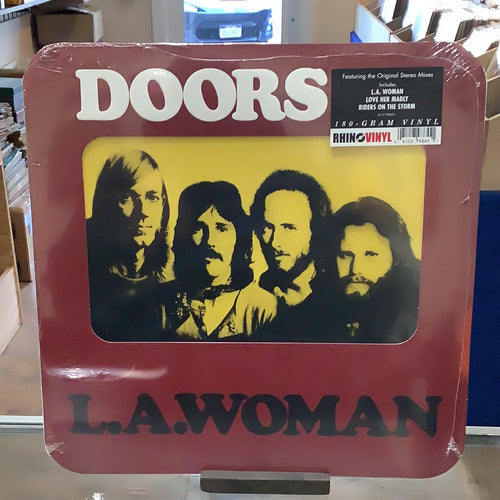 DOORS
Featuring the Original Stereo Mixes
Includes
L.A. WOMAN
LOVE HER MADLY
RIDERS ON THE STORM
180-GRAM VINYL
RHINO VINYL
L.A.WOMAN